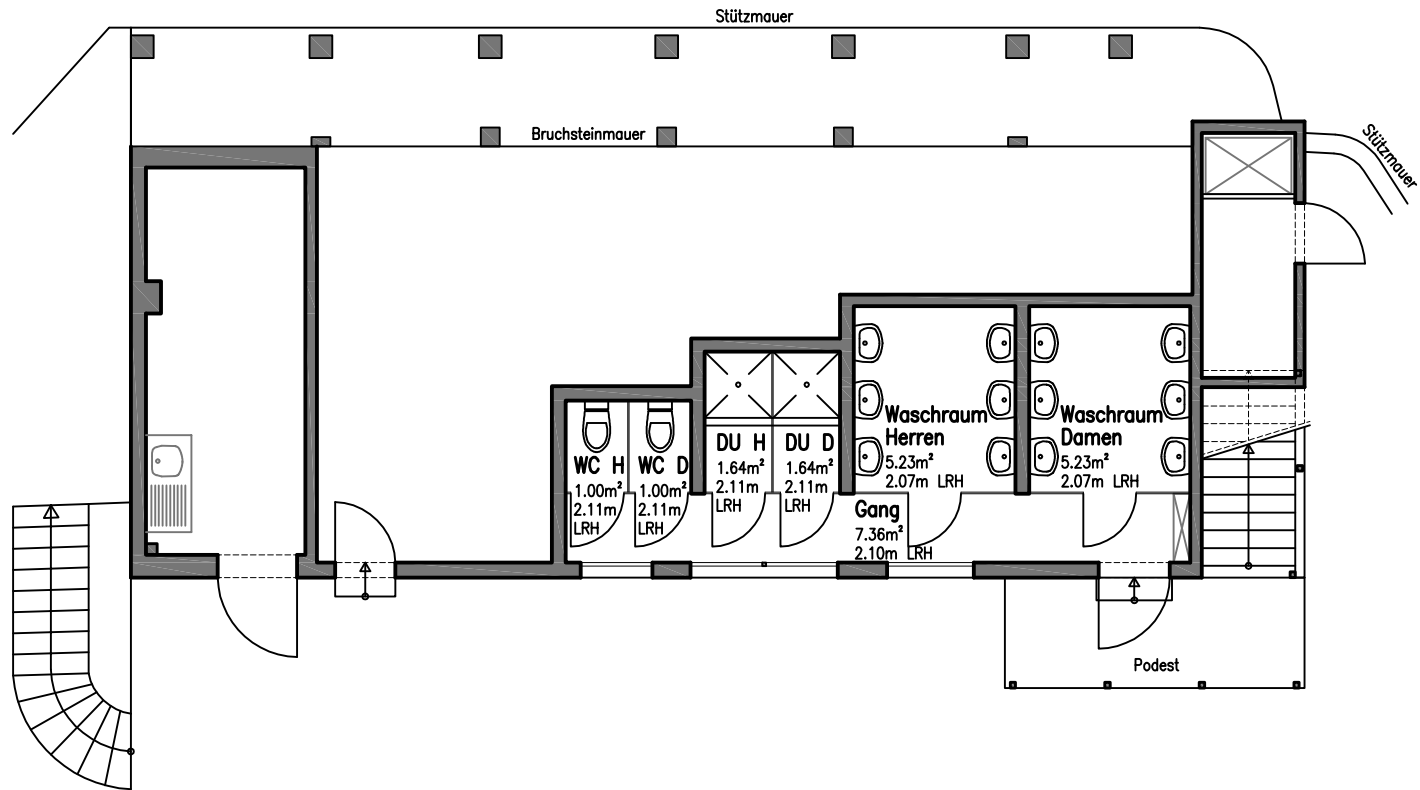 Stützmauer
Bruchsteinmauer
Stützmauer
WC H
1.00m²
2.11m
LRH
WC D
1.00m²
2.11m
LRH
DU H
1.64m²
2.11m
LRH
DU D
1.64m²
2.11m
LRH
Waschraum
Herren
5.23m²
2.07m LRH
Waschraum
Damen
5.23m²
2.07m LRH
Gang
7.36m²
2.10m LRH
Podest